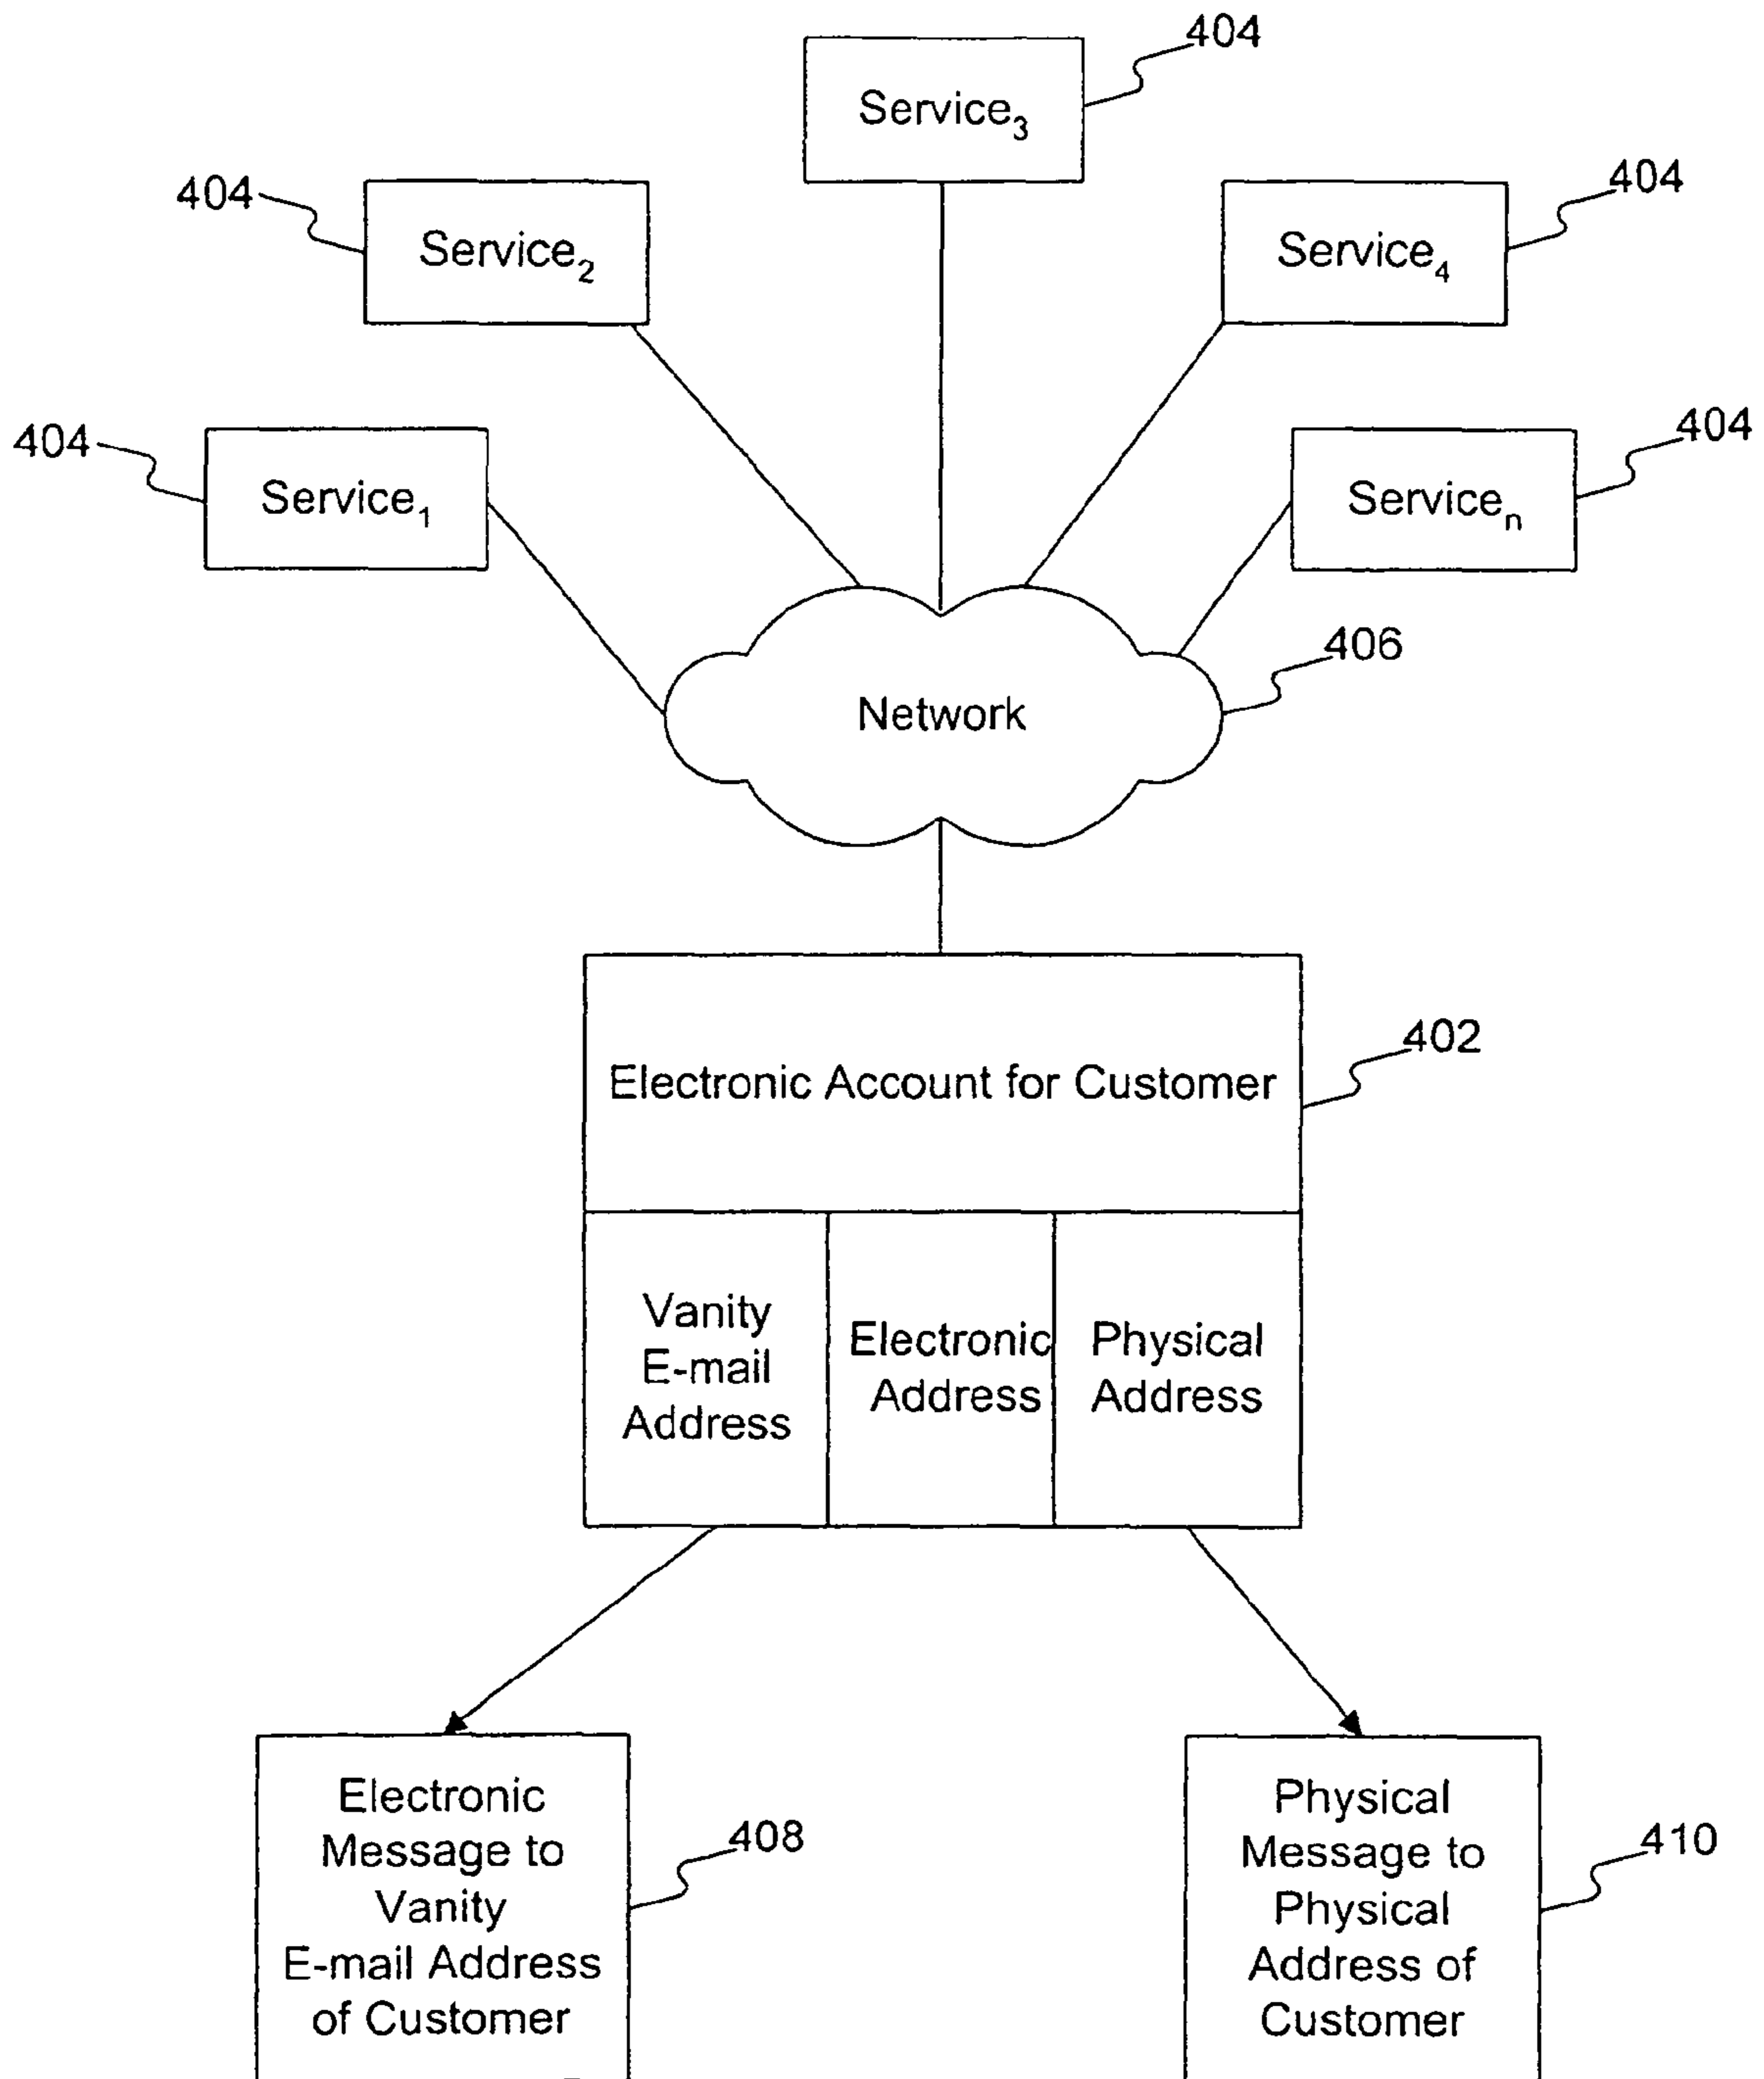 404
Service₃
404
Service₂
404
Service₄
404
Service₁
404
Serviceₙ
404
Network
406
Electronic Account for Customer
402
Vanity
E-mail
Address
Electronic
Address
Physical
Address
Electronic
Message to
Vanity
E-mail Address
of Customer
408
Physical
Message to
Physical
Address of
Customer
410